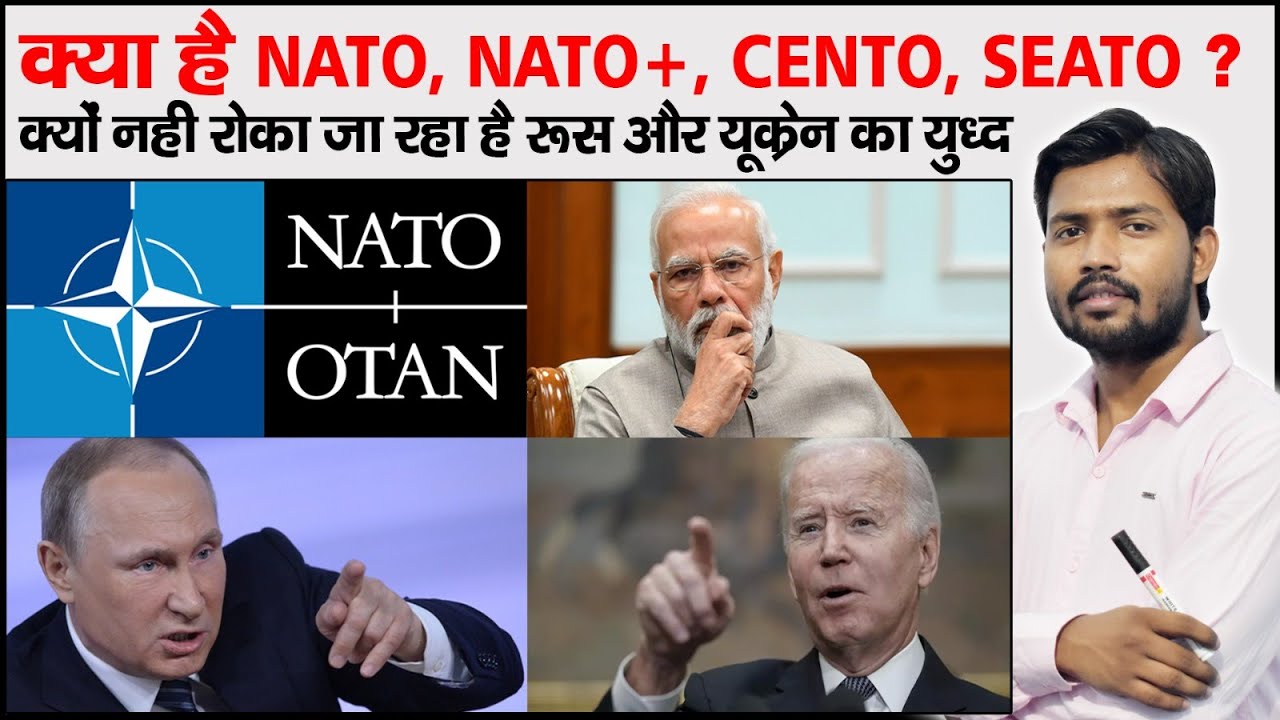 क्या है NATO, NATO+, CENTO, SEATO ?
क्यों नही रोका जा रहा है रूस और यूक्रेन का युध्द
NATO
OTAN